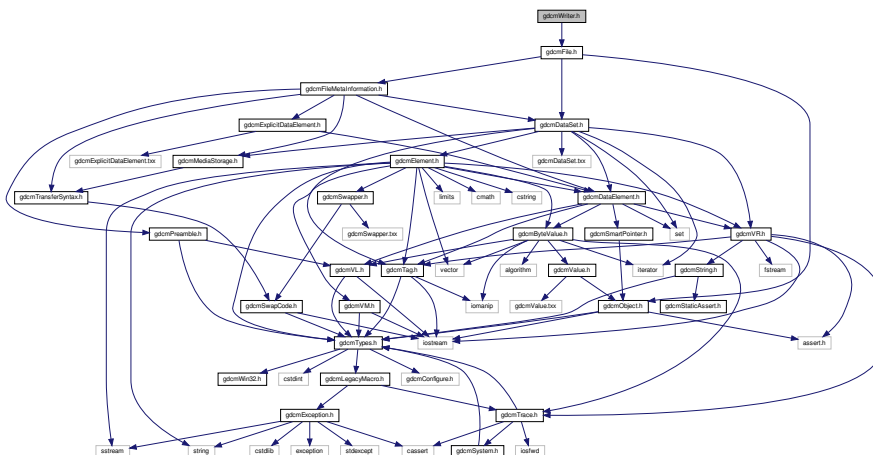 gdcmWriter.h
gdcmFile.h
gdcmFileMetaInformation.h
gdcmExplicitDataElement.h
gdcmDataSet.h
gdcmExplicitDataElement.txx
gdcmMediaStorage.h
gdcmElement.h
gdcmDataSet.txx
gdcmTransferSyntax.h
gdcmSwapper.h
limits
cmath
cstring
gdcmDataElement.h
gdcmPreamble.h
gdcmSwapper.txx
gdcmByteValue.h
gdcmSmartPointer.h
set
gdcmVR.h
gdcmVL.h
gdcmTag.h
vector
algorithm
gdcmValue.h
iterator
gdcmString.h
fstream
gdcmSwapCode.h
gdcmVM.h
iomanip
gdcmValue.txx
gdcmObject.h
gdcmStaticAssert.h
gdcmTypes.h
iostream
assert.h
gdcmWin32.h
cstdint
gdcmLegacyMacro.h
gdcmConfigure.h
gdcmException.h
gdcmTrace.h
sstream
string
cstdlib
exception
stdexcept
cassert
gdcmSystem.h
iosfwd